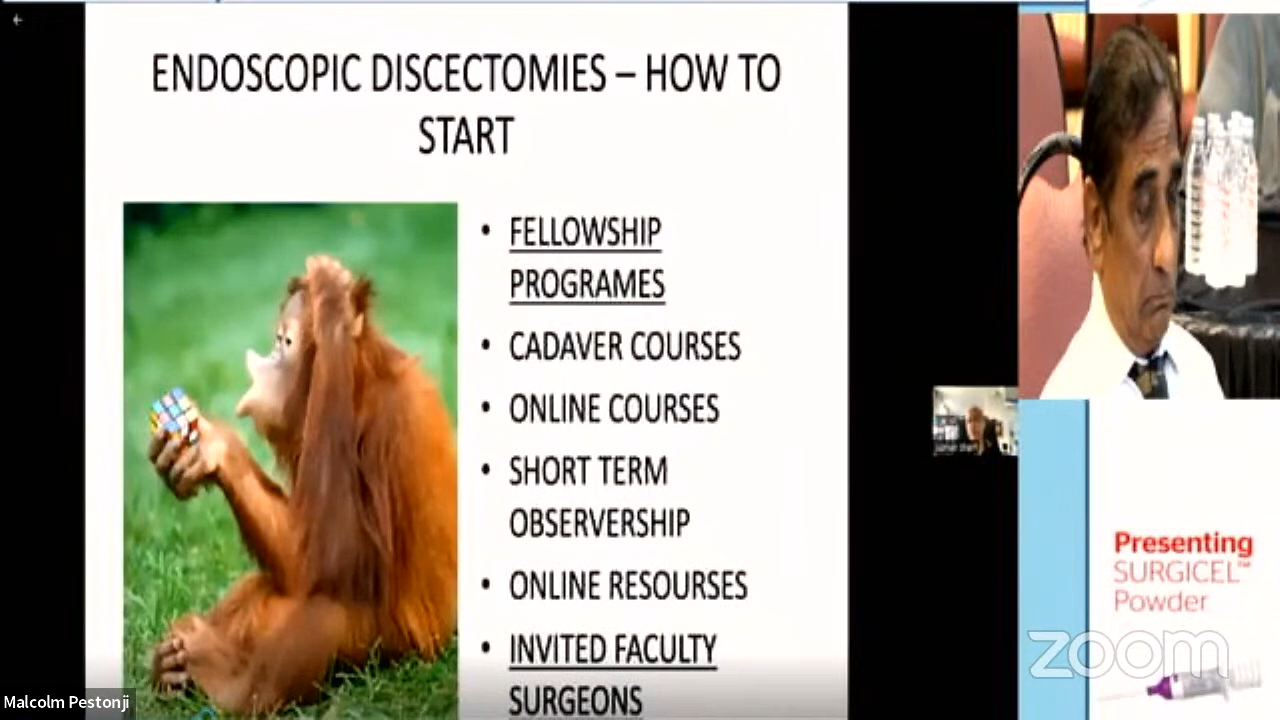 ENDOSCOPIC DISCECTOMIES – HOW TO
START
• FELLOWSHIP
PROGRAMES
• CADAVER COURSES
• ONLINE COURSES
• SHORT TERM
OBSERVERSHIP
• ONLINE RESOURSES
• INVITED FACULTY
SURGEONS
Presenting
SURGICEL™
Powder
zoom
Malcolm Pestonji